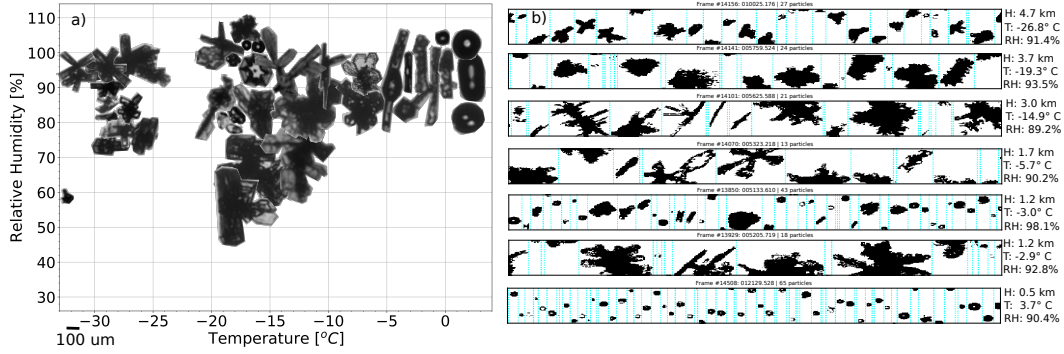 a)
Relative Humidity [%]
110
100
90
80
70
60
50
40
30
−30
−25
−20
−15
−10
−5
0
Temperature [°C]
100 um
b)
Frame #14156: 010025.176 | 27 particles
H: 4.7 km
T: -26.8° C
RH: 91.4%
Frame #14141: 005759.524 | 24 particles
H: 3.7 km
T: -19.3° C
RH: 93.5%
Frame #14101: 005625.588 | 21 particles
H: 3.0 km
T: -14.9° C
RH: 89.2%
Frame #14070: 005323.218 | 13 particles
H: 1.7 km
T: -5.7° C
RH: 90.2%
Frame #13850: 005133.610 | 43 particles
H: 1.2 km
T: -3.0° C
RH: 98.1%
Frame #13929: 005205.719 | 18 particles
H: 1.2 km
T: -2.9° C
RH: 92.8%
Frame #14508: 012129.528 | 65 particles
H: 0.5 km
T: 3.7° C
RH: 90.4%